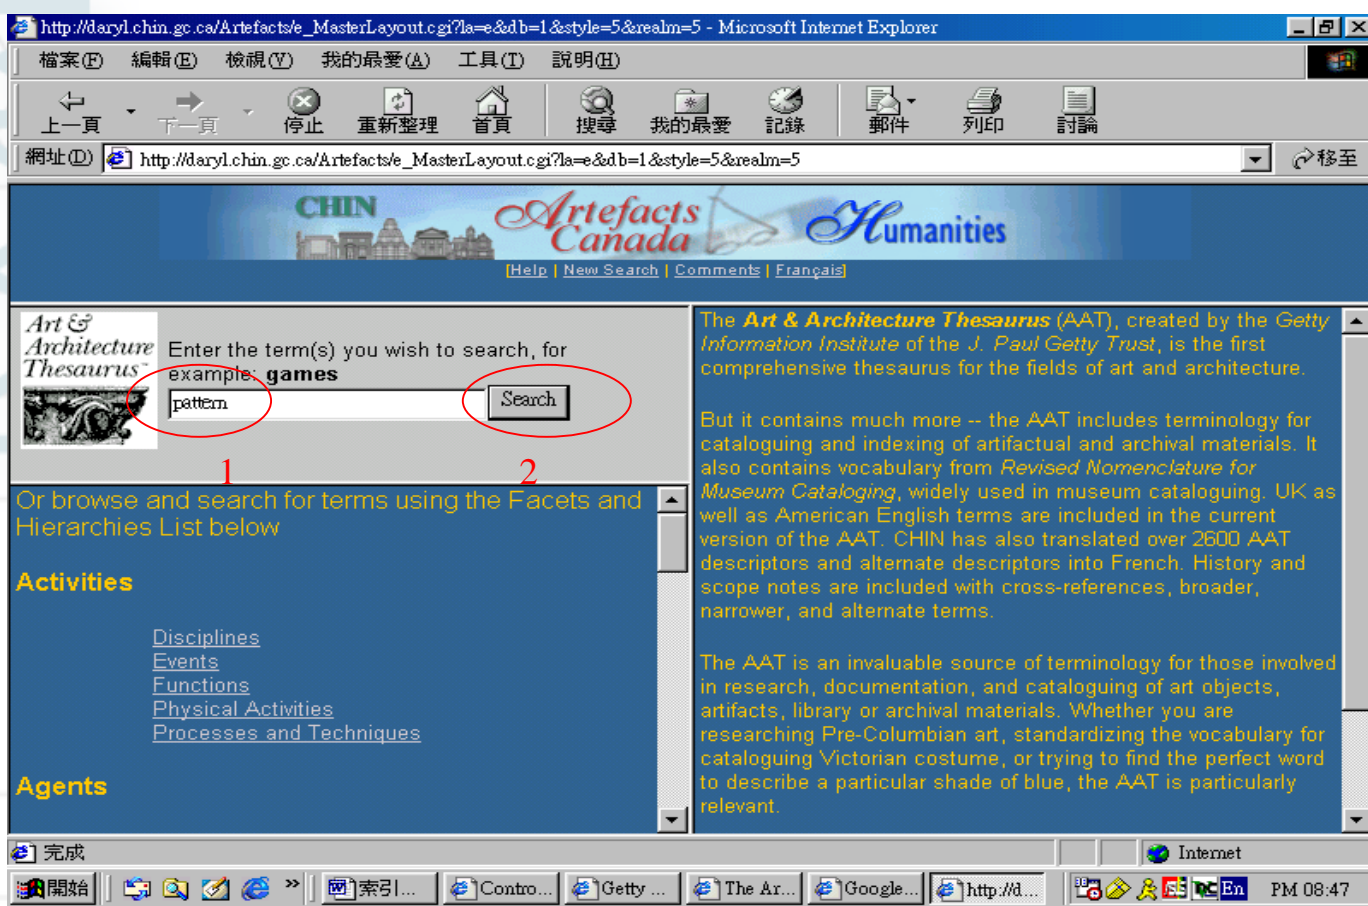 http://daryl.chin.gc.ca/Artefacts/e_MasterLayout.cgi?la=e&db=1&style=5&realm=5 - Microsoft Internet Explorer
檔案(F) 編輯(E) 檢視(V) 我的最愛(A) 工具(T) 說明(H)
上一頁 下一頁 停止 重新整理 首頁 搜尋 我的最愛 記錄 郵件 列印 討論
網址(D) http://daryl.chin.gc.ca/Artefacts/e_MasterLayout.cgi?la=e&db=1&style=5&realm=5 移至
CHIN Artefacts Canada Humanities
[Help | New Search | Comments | Français]
Art &
Architecture
Thesaurus™
Enter the term(s) you wish to search, for
example: games
pattern Search
1 2
Or browse and search for terms using the Facets and
Hierarchies List below
Activities
Disciplines
Events
Functions
Physical Activities
Processes and Techniques
Agents
The Art & Architecture Thesaurus (AAT), created by the Getty
Information Institute of the J. Paul Getty Trust, is the first
comprehensive thesaurus for the fields of art and architecture.
But it contains much more -- the AAT includes terminology for
cataloguing and indexing of artifactual and archival materials. It
also contains vocabulary from Revised Nomenclature for
Museum Cataloging, widely used in museum cataloguing. UK as
well as American English terms are included in the current
version of the AAT. CHIN has also translated over 2600 AAT
descriptors and alternate descriptors into French. History and
scope notes are included with cross-references, broader,
narrower, and alternate terms.
The AAT is an invaluable source of terminology for those involved
in research, documentation, and cataloguing of art objects,
artifacts, library or archival materials. Whether you are
researching Pre-Columbian art, standardizing the vocabulary for
cataloguing Victorian costume, or trying to find the perfect word
to describe a particular shade of blue, the AAT is particularly
relevant.
完成 Internet
開始 » 索引... Contro... Getty ... The Ar... Google... http://d... En PM 08:47